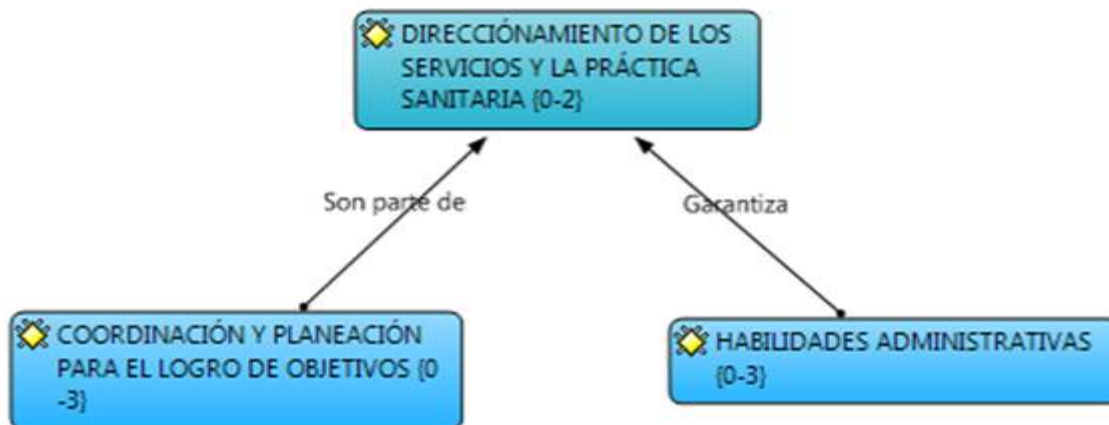 DIRECCIÓNAMIENTO DE LOS
SERVICIOS Y LA PRÁCTICA
SANITARIA {0-2}
Son parte de
Garantiza
COORDINACIÓN Y PLANEACIÓN
PARA EL LOGRO DE OBJETIVOS {0
-3}
HABILIDADES ADMINISTRATIVAS
{0-3}